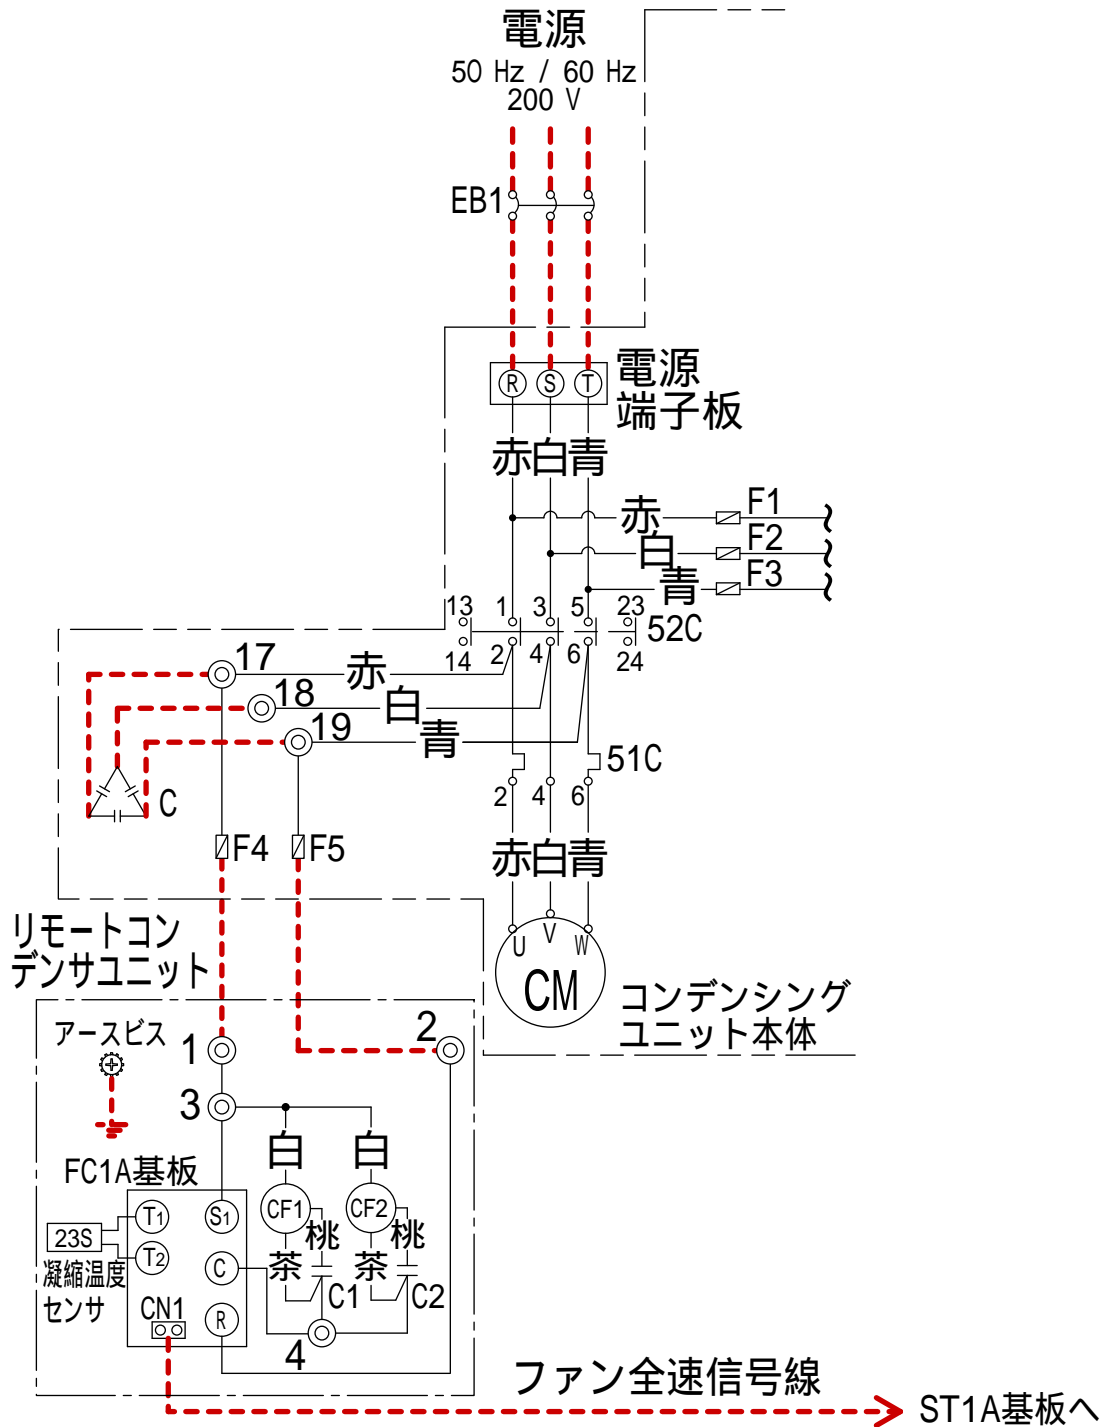 電源
50 Hz / 60 Hz
200 V
EB1
R S T
電源
端子板
赤白青
赤 F1
白 F2
青 F3
13 1 3 5 23
52C
14 2 4 6 24
17 赤
18 白
19 青
51C
C
2 4 6
F4 F5
赤白青
リモートコン
デンサユニット
U V W
CM
コンデンシング
ユニット本体
アースビス
1 2
3
白 白
FC1A基板
T1 S1 CF1 CF2
桃 桃
23S
T2 C 茶 茶
凝縮温度
センサ
C1 C2
CN1 R
4
ファン全速信号線
ST1A基板へ